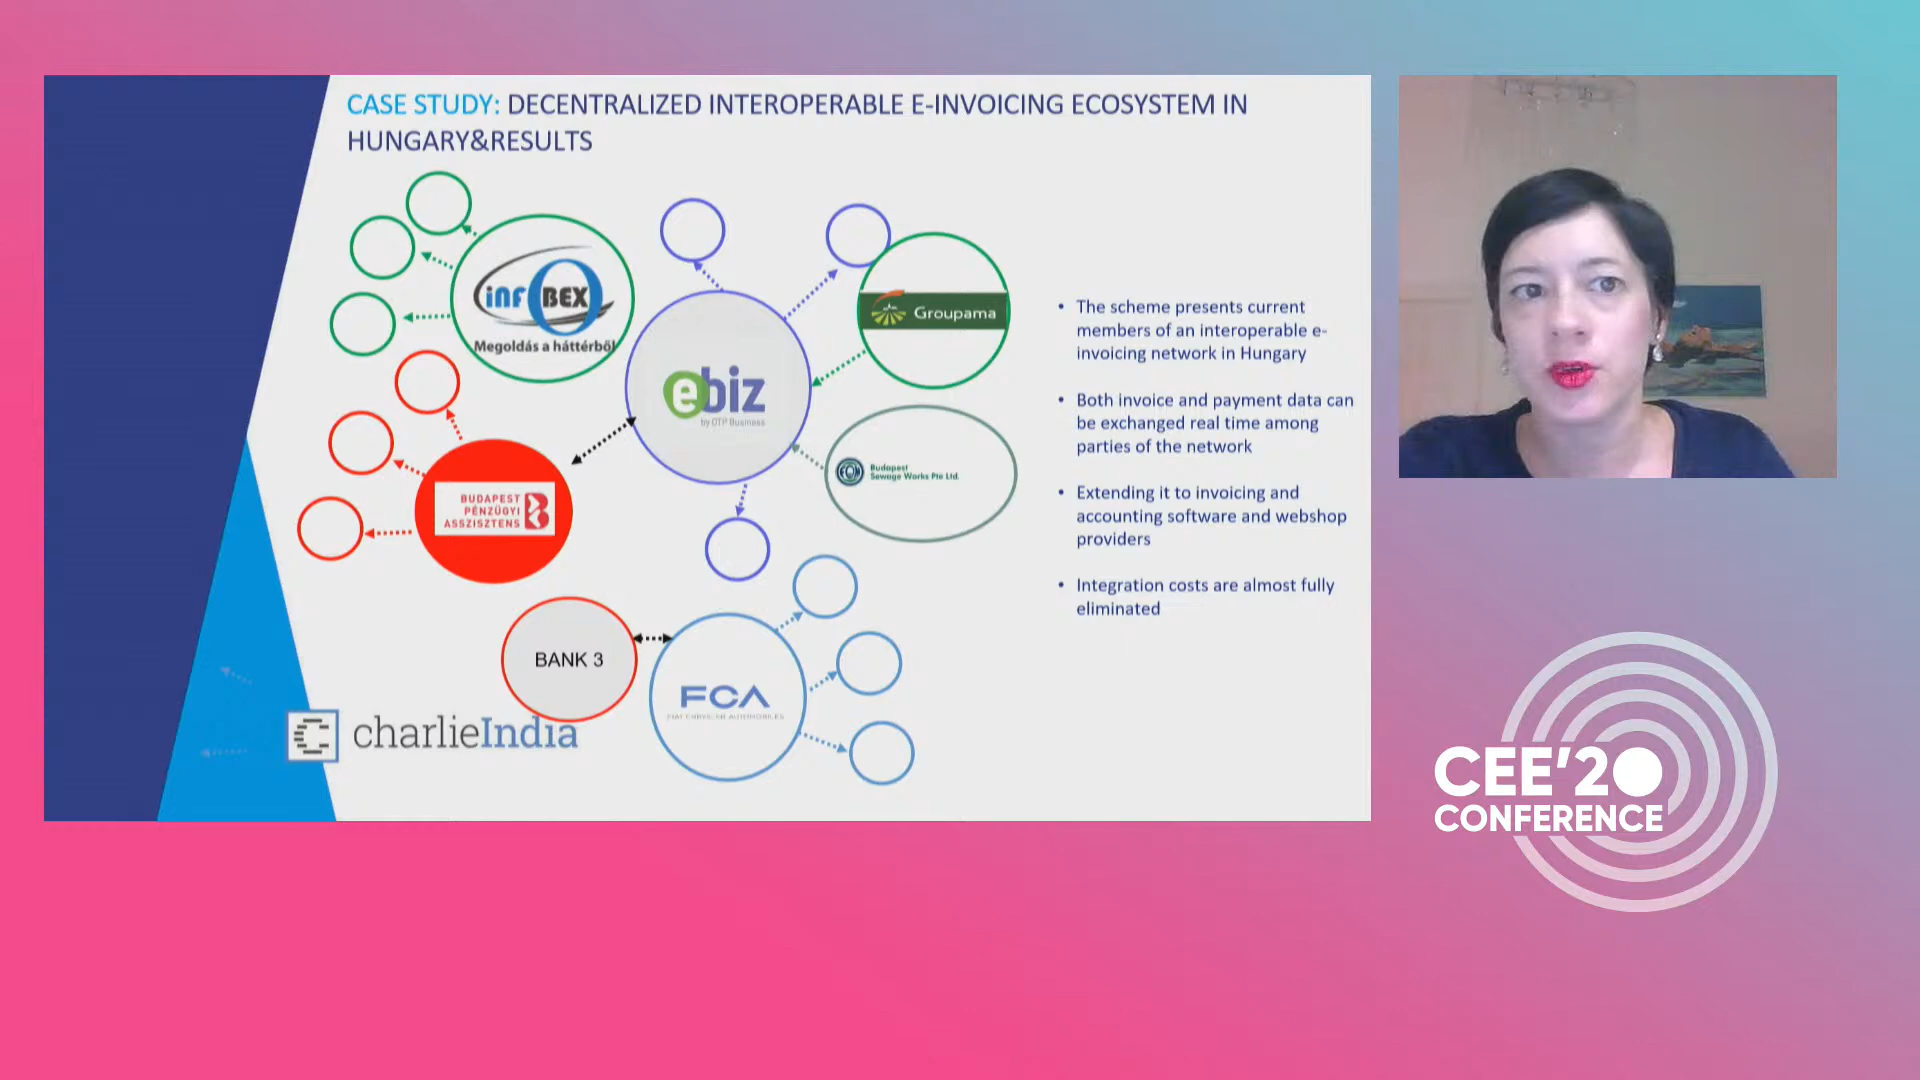 CASE STUDY: DECENTRALIZED INTEROPERABLE E-INVOICING ECOSYSTEM IN
HUNGARY&RESULTS
infOBEX
Megoldás a háttérből
Groupama
ebiz
by OTP Business
Budapest
Sewage Works Pte Ltd.
BUDAPEST
PÉNZÜGYI
ASSZISZTENS
B
BANK 3
FCA
FIAT CHRYSLER AUTOMOBILES
charlieIndia
• The scheme presents current
members of an interoperable e-
invoicing network in Hungary
• Both invoice and payment data can
be exchanged real time among
parties of the network
• Extending it to invoicing and
accounting software and webshop
providers
• Integration costs are almost fully
eliminated
CEE'20
CONFERENCE